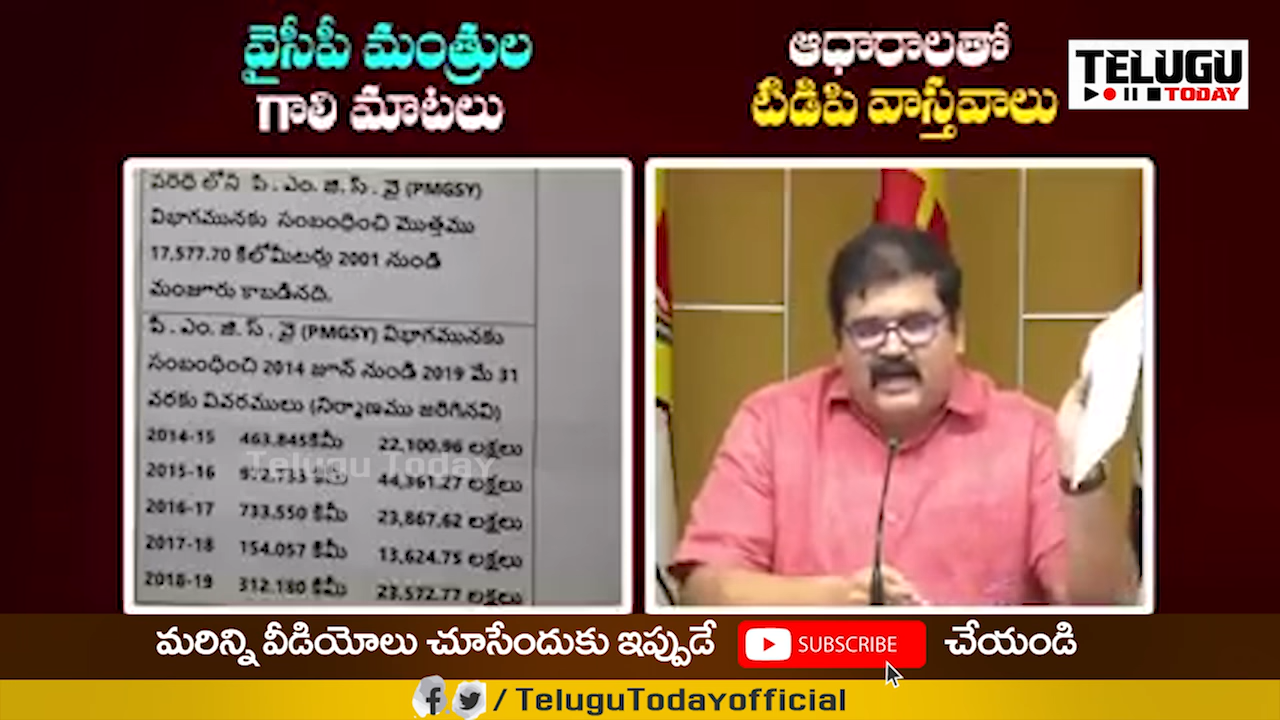 వైసీపీ మంత్రుల
గాలి మాటలు
ఆధారాలతో
టిడిపి వాస్తవాలు
TELUGU
TODAY
పరిధి లోని పి . ఎం. జి. స్ . వై (PMGSY)
విభాగమునకు సంబంధించి మొత్తము
17,577.70 కిలోమీటర్లు 2001 నుండి
మంజూరు కాబడినది.
పి . ఎం. జి. స్ . వై (PMGSY) విభాగమునకు
సంబంధించి 2014 జూన్ నుండి 2019 మే 31
వరకు వివరములు (నిర్మాణము జరిగినవి)
2014-15 463.845కిమీ 22,100.96 లక్షలు
2015-16 కిమీ 44,361.27 లక్షలు
2016-17 733.550 కిమీ 23,867.62 లక్షలు
2017-18 154.057 కిమీ 13,624.75 లక్షలు
2018-19 312.180 కిమీ 23,572.77 లక్షలు
Telugu Today
మరిన్ని వీడియోలు చూసేందుకు ఇప్పుడే SUBSCRIBE చేయండి
/ TeluguTodayofficial